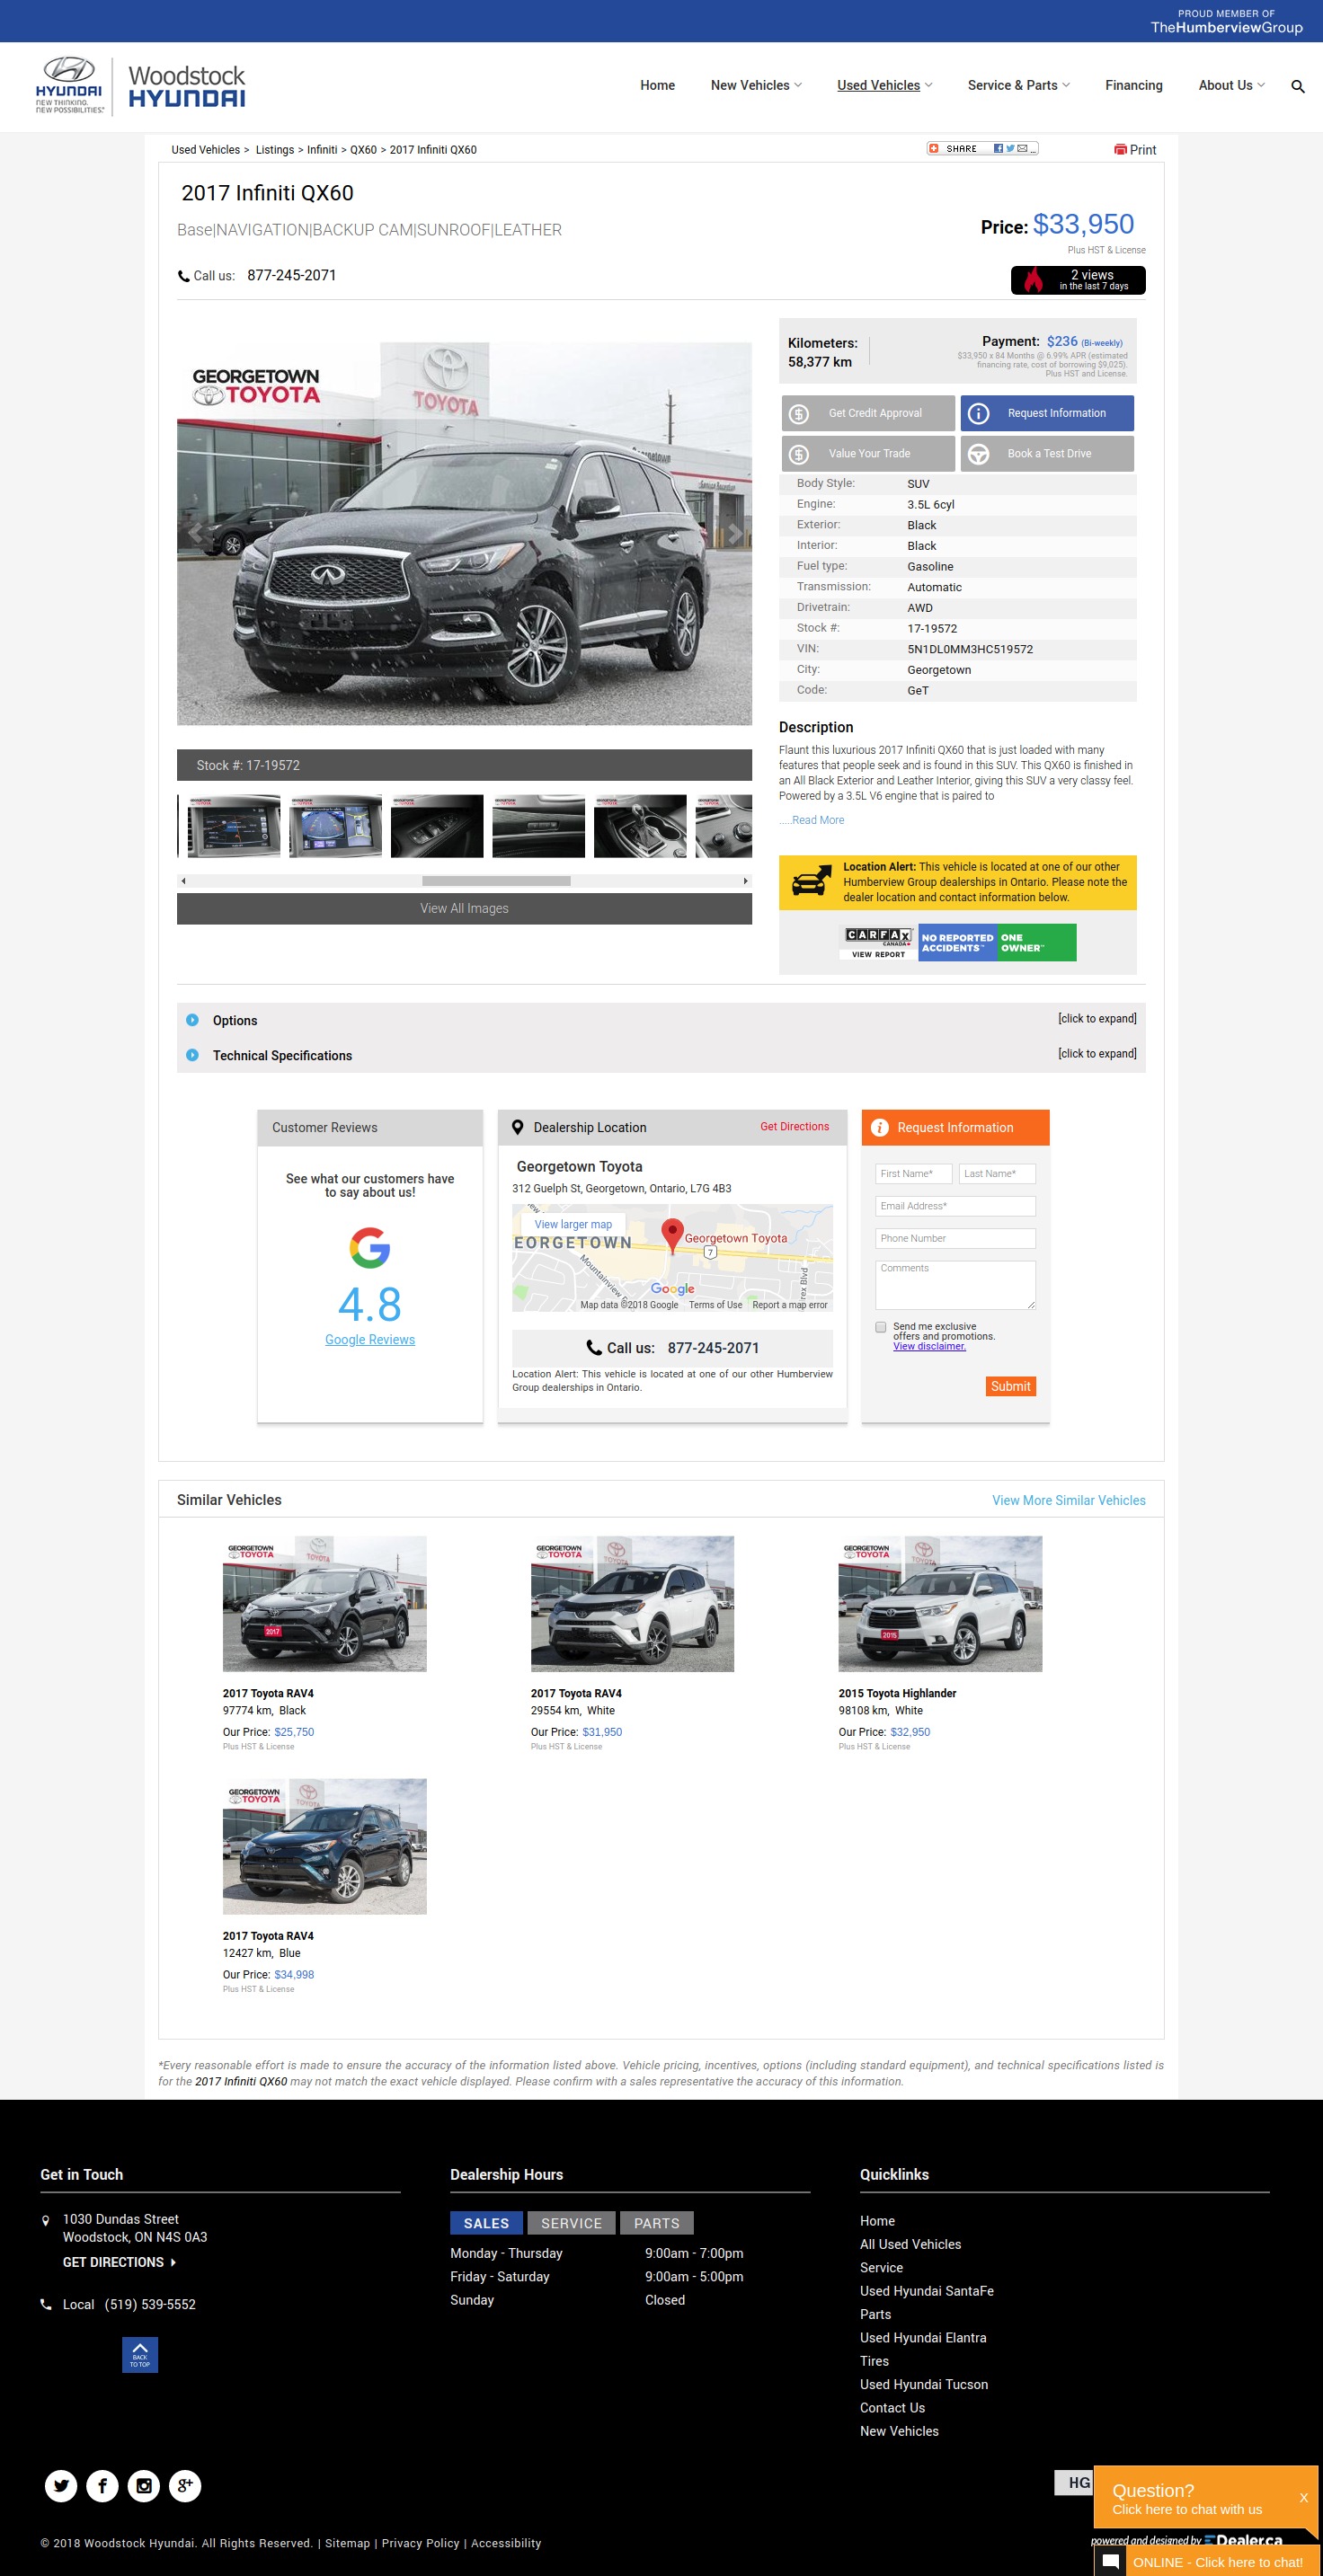 PROUD MEMBER OF
TheHumberviewGroup
HYUNDAI
NEW THINKING.
NEW POSSIBILITIES.
Woodstock
HYUNDAI
Home New Vehicles Used Vehicles Service & Parts Financing About Us
Used Vehicles > Listings > Infiniti > QX60 > 2017 Infiniti QX60
SHARE ...
Print
2017 Infiniti QX60
Base|NAVIGATION|BACKUP CAM|SUNROOF|LEATHER
Price: $33,950
Plus HST & License
Call us: 877-245-2071
2 views
in the last 7 days
GEORGETOWN
TOYOTA
TOYOTA
Kilometers:
58,377 km
Payment: $236 (Bi-weekly)
$33,950 x 84 Months @ 6.99% APR (estimated
financing rate, cost of borrowing $9,025).
Plus HST and License.
Get Credit Approval
Request Information
Value Your Trade
Book a Test Drive
Body Style: SUV
Engine: 3.5L 6cyl
Exterior: Black
Interior: Black
Fuel type: Gasoline
Transmission: Automatic
Drivetrain: AWD
Stock #: 17-19572
VIN: 5N1DL0MM3HC519572
City: Georgetown
Code: GeT
Stock #: 17-19572
View All Images
Description
Flaunt this luxurious 2017 Infiniti QX60 that is just loaded with many
features that people seek and is found in this SUV. This QX60 is finished in
an All Black Exterior and Leather Interior, giving this SUV a very classy feel.
Powered by a 3.5L V6 engine that is paired to
.....Read More
Location Alert: This vehicle is located at one of our other
Humberview Group dealerships in Ontario. Please note the
dealer location and contact information below.
CARFAX
CANADA
VIEW REPORT
NO REPORTED
ACCIDENTS™
ONE
OWNER™
Options [click to expand]
Technical Specifications [click to expand]
Customer Reviews
See what our customers have
to say about us!
4.8
Google Reviews
Dealership Location Get Directions
Georgetown Toyota
312 Guelph St, Georgetown, Ontario, L7G 4B3
View larger map
EORGETOWN
Georgetown Toyota
7
Mountainview
rex Blvd
Google
Map data ©2018 Google Terms of Use Report a map error
Call us: 877-245-2071
Location Alert: This vehicle is located at one of our other Humberview
Group dealerships in Ontario.
Request Information
First Name* Last Name*
Email Address*
Phone Number
Comments
Send me exclusive
offers and promotions.
View disclaimer.
Submit
Similar Vehicles View More Similar Vehicles
GEORGETOWN
TOYOTA
TOYOTA
2017
GEORGETOWN
TOYOTA
TOYOTA
GEORGETOWN
TOYOTA
TOYOTA
2015
2017 Toyota RAV4
97774 km, Black
Our Price: $25,750
Plus HST & License
2017 Toyota RAV4
29554 km, White
Our Price: $31,950
Plus HST & License
2015 Toyota Highlander
98108 km, White
Our Price: $32,950
Plus HST & License
GEORGETOWN
TOYOTA
TOYOTA
2017 Toyota RAV4
12427 km, Blue
Our Price: $34,998
Plus HST & License
*Every reasonable effort is made to ensure the accuracy of the information listed above. Vehicle pricing, incentives, options (including standard equipment), and technical specifications listed is
for the 2017 Infiniti QX60 may not match the exact vehicle displayed. Please confirm with a sales representative the accuracy of this information.
Get in Touch
1030 Dundas Street
Woodstock, ON N4S 0A3
GET DIRECTIONS
Local (519) 539-5552
BACK
TO TOP
Dealership Hours
SALES SERVICE PARTS
Monday - Thursday 9:00am - 7:00pm
Friday - Saturday 9:00am - 5:00pm
Sunday Closed
Quicklinks
Home
All Used Vehicles
Service
Used Hyundai SantaFe
Parts
Used Hyundai Elantra
Tires
Used Hyundai Tucson
Contact Us
New Vehicles
HG
Question? X
Click here to chat with us
© 2018 Woodstock Hyundai. All Rights Reserved. | Sitemap | Privacy Policy | Accessibility
powered and designed by EDealer.ca
ONLINE - Click here to chat!